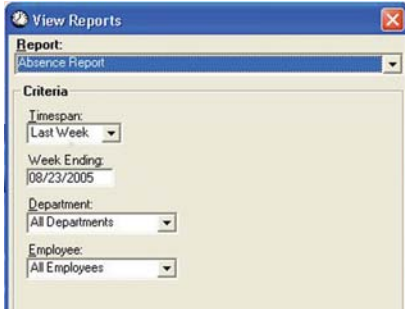 View Reports
Report:
Absence Report
Criteria
Timespan:
Last Week
Week Ending:
08/23/2005
Department:
All Departments
Employee:
All Employees